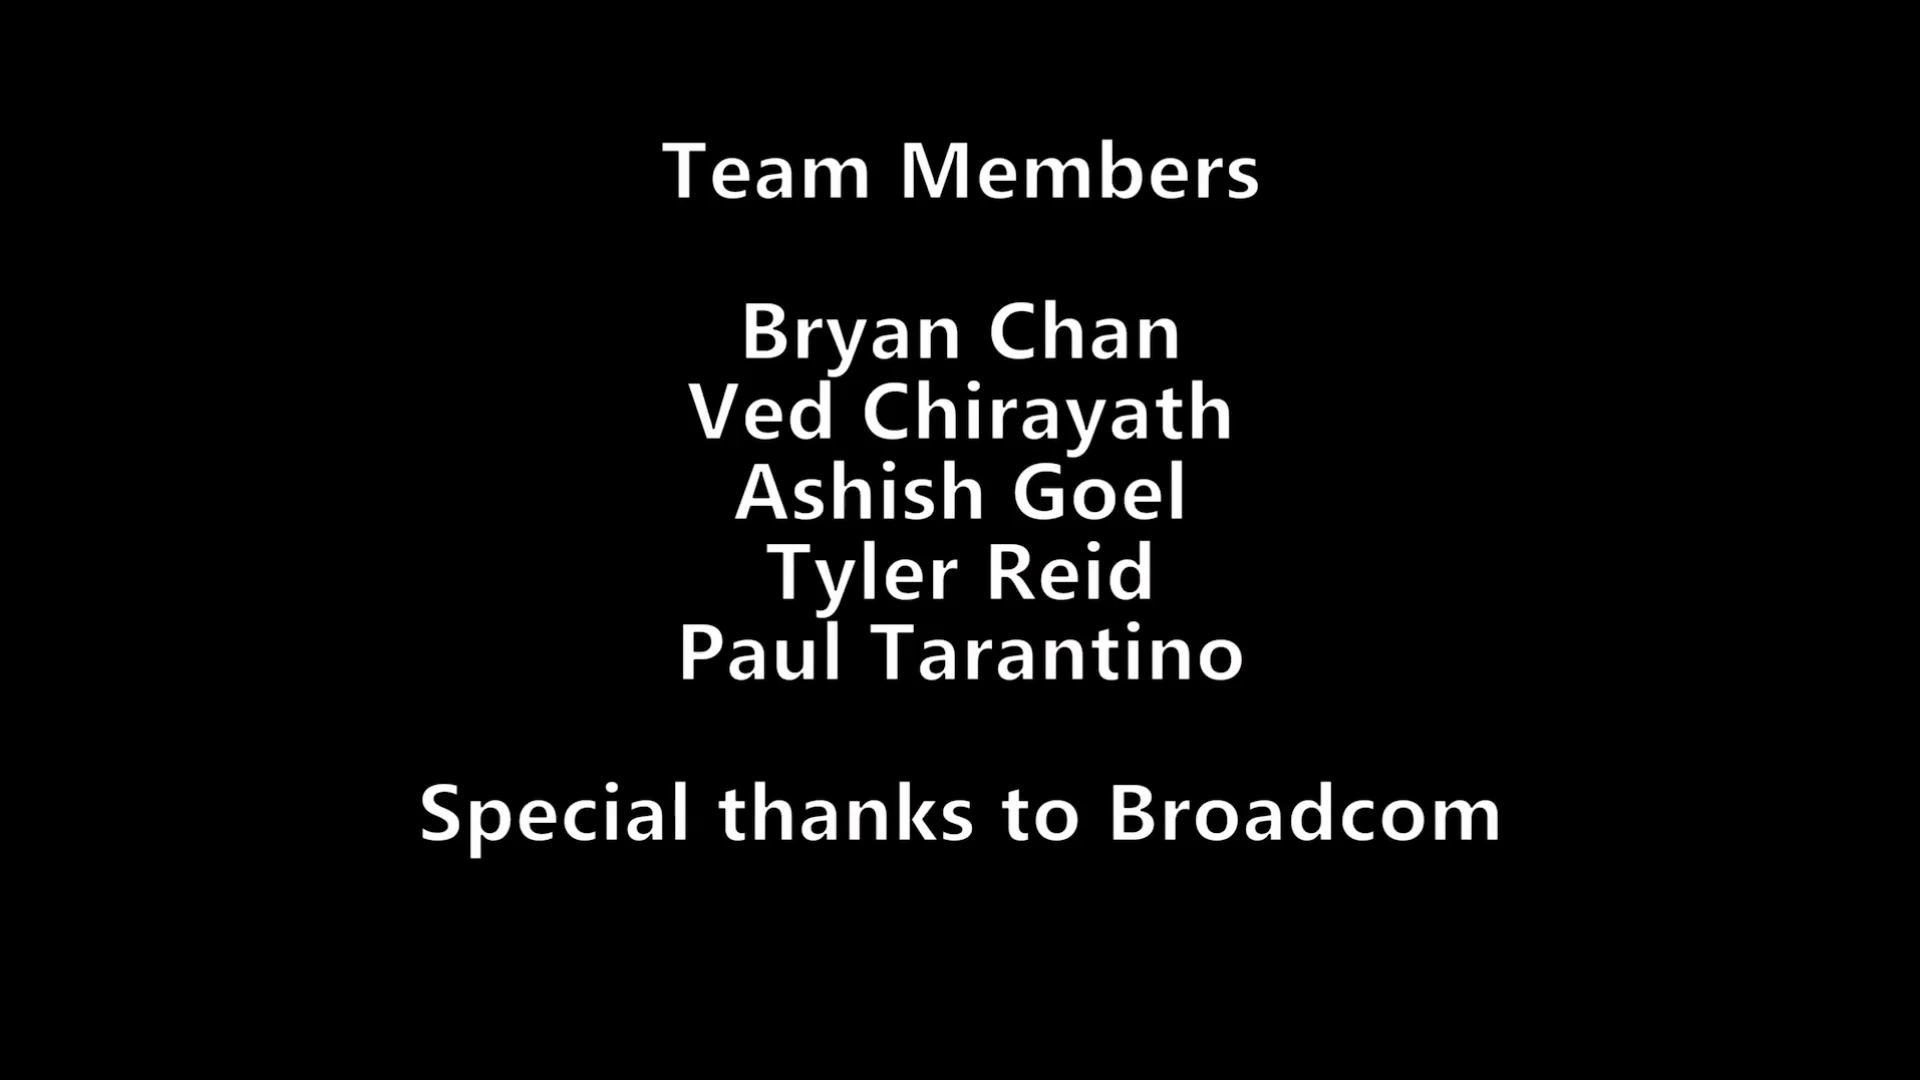 Team Members
Bryan Chan
Ved Chirayath
Ashish Goel
Tyler Reid
Paul Tarantino
Special thanks to Broadcom